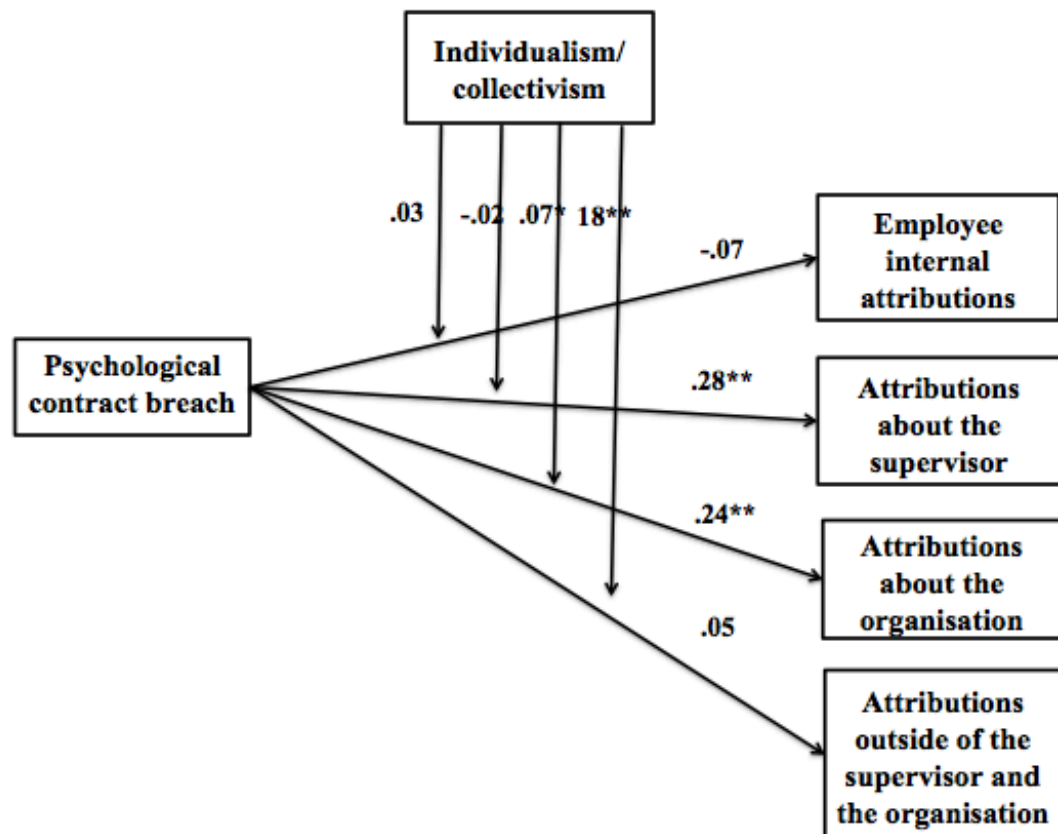 Individualism/
collectivism
.03 -.02 .07* 18**
-.07
Employee
internal
attributions
Psychological
contract breach
.28**
Attributions
about the
supervisor
.24**
Attributions
about the
organisation
.05
Attributions
outside of the
supervisor and
the organisation